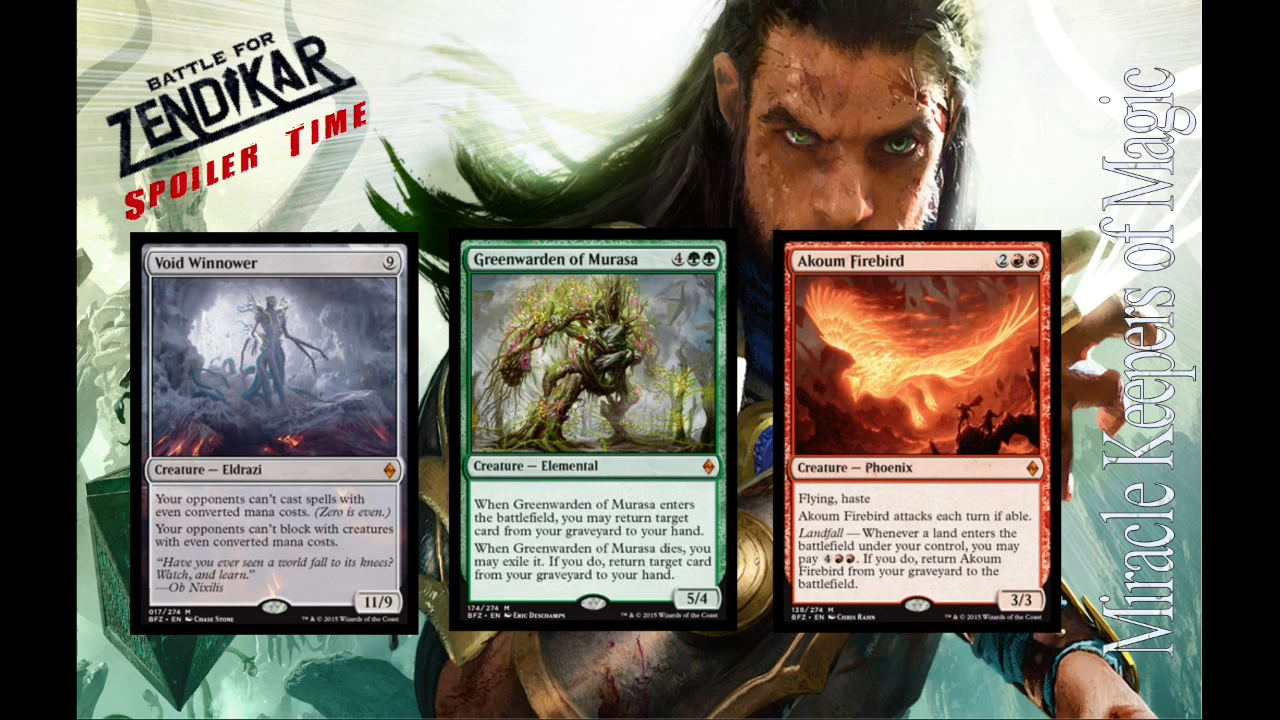 BATTLE FOR
ZENDIKAR
SPOILER TIME
Void Winnower 9
Creature — Eldrazi
Your opponents can't cast spells with
even converted mana costs. (Zero is even.)
Your opponents can't block with creatures
with even converted mana costs.
"Have you ever seen a world fall to its knees?
Watch, and learn."
—Ob Nixilis
11/9
017/274 M
BFZ • EN CHASE STONE
™ & © 2015 Wizards of the Coast
Greenwarden of Murasa 4
Creature — Elemental
When Greenwarden of Murasa enters
the battlefield, you may return target
card from your graveyard to your hand.
When Greenwarden of Murasa dies, you
may exile it. If you do, return target card
from your graveyard to your hand.
5/4
174/274 M
BFZ • EN ERIC DESCHAMPS
™ & © 2015 Wizards of the Coast
Akoum Firebird 2
Creature — Phoenix
Flying, haste
Akoum Firebird attacks each turn if able.
Landfall — Whenever a land enters the
battlefield under your control, you may
pay 4. If you do, return Akoum
Firebird from your graveyard to the
battlefield.
3/3
138/274 M
BFZ • EN CHRIS RAHN
™ & © 2015 Wizards of the Coast
Miracle Keepers of Magic